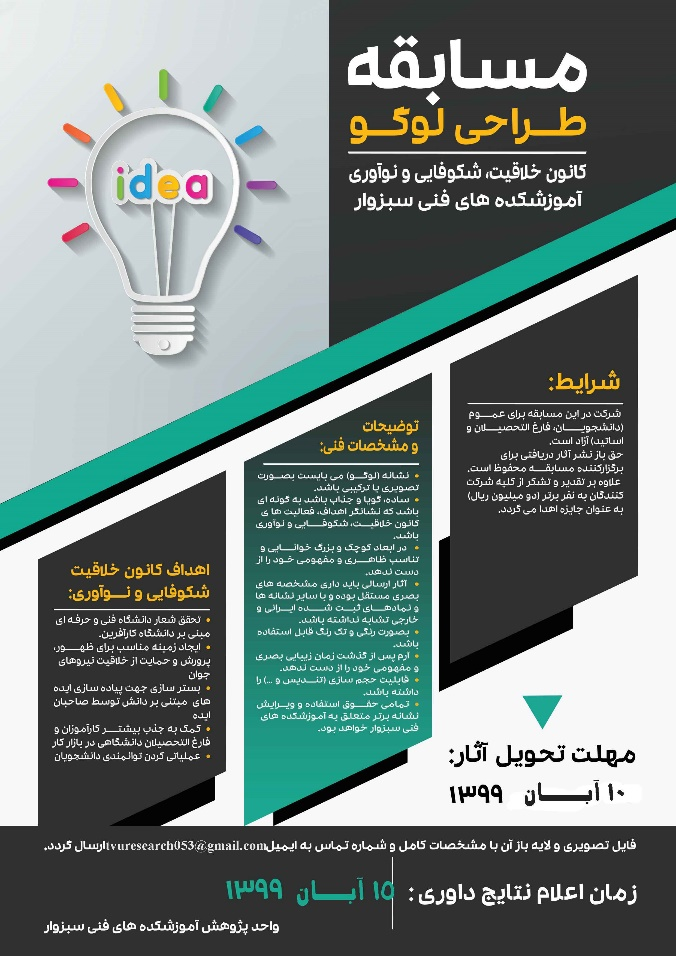 مسابقه
طراحی لوگو
کانون خلاقیت، شکوفایی و نوآوری
آموزشکده های فنی سبزوار
idea
شرایط:
شرکت در این مسابقه برای عموم
(دانشجویان، فارغ التحصیلان و
اساتید) آزاد است.
حق باز نشر آثار دریافتی برای
برگزارکننده مسابقه محفوظ است.
علاوه بر تقدیر و تشکر از کلیه شرکت
کنندگان به نفر برتر (دو میلیون ریال)
به عنوان جایزه اهدا می گردد.
توضیحات
و مشخصات فنی:
• نشانه (لوگو) می بایست بصورت
تصویری یا ترکیبی باشد.
• ساده، گویا و جذاب باشد به گونه ای
باشد که نشانگر اهداف، فعالیت های
کانون خلاقیت، شکوفایی و نوآوری
باشد.
• در ابعاد کوچک و بزرگ خوانایی و
تناسب ظاهری و مفهومی خود را از
دست ندهد.
• آثار ارسالی باید داری مشخصه های
بصری مستقل بوده و با سایر نشانه ها
و نمادهای ثبت شده ایرانی و
خارجی تشابه نداشته باشد.
• بصورت رنگی و تک رنگ قابل استفاده
باشد.
• آرم پس از گذشت زمان زیبایی بصری
و مفهومی خود را از دست ندهد.
• قابلیت حجم سازی (تندیس و ...) را
داشته باشد.
• تمامی حقوق استفاده و ویرایش
نشانه برتر متعلق به آموزشکده های
فنی سبزوار خواهد بود.
اهداف کانون خلاقیت
شکوفایی و نوآوری:
• تحقق شعار دانشگاه فنی و حرفه ای
مبنی بر دانشگاه کارآفرین.
• ایجاد زمینه مناسب برای ظهور،
پرورش و حمایت از خلاقیت نیروهای
جوان
• بستر سازی جهت پیاده سازی ایده
های مبتنی بر دانش توسط صاحبان
ایده
• کمک به جذب بیشتر کارآموزان و
فارغ التحصیلان دانشگاهی در بازار کار
• عملیاتی کردن توانمندی دانشجویان
مهلت تحویل آثار:
۱۰ آبان ۱۳۹۹
فایل تصویری و لایه باز آن با مشخصات کامل و شماره تماس به ایمیل tvuresearch053@gmail.com ارسال گردد.
زمان اعلام نتایج داوری : ۱۵ آبان ۱۳۹۹
واحد پژوهش آموزشکده های فنی سبزوار